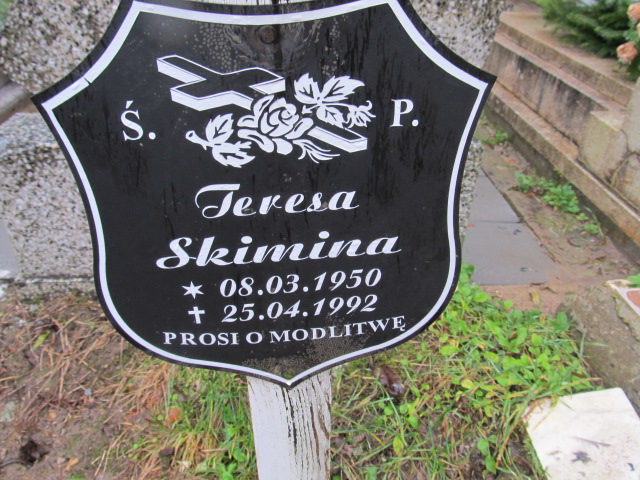 Ś. P.
Teresa
Skimina
* 08.03.1950
✝ 25.04.1992
PROSI O MODLITWĘ